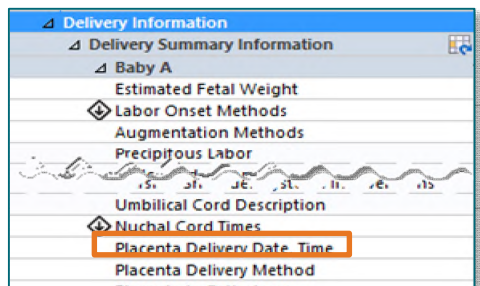 Delivery Information
Delivery Summary Information
Baby A
Estimated Fetal Weight
Labor Onset Methods
Augmentation Methods
Precipitous Labor
Umbilical Cord Description
Nuchal Cord Times
Placenta Delivery Date, Time
Placenta Delivery Method